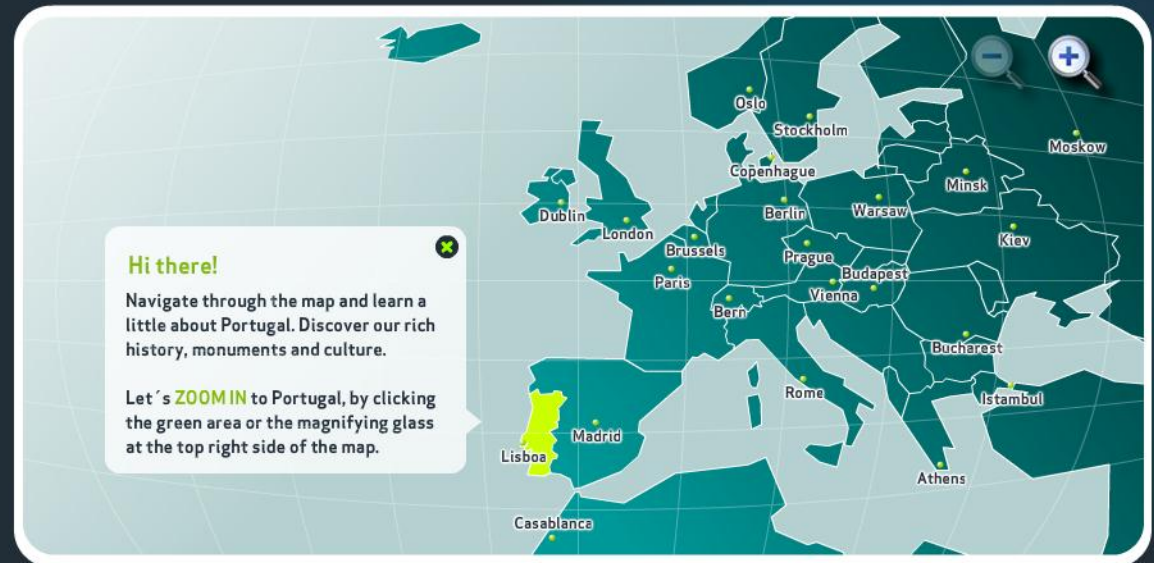 Oslo
Stockholm
Moskow
Copenhague
Minsk
Dublin
Berlin
Warsaw
London
Kiev
Brussels
Prague
Paris
Budapest
Vienna
Bern
Bucharest
Rome
Istambul
Madrid
Lisboa
Athens
Casablanca
Hi there!
Navigate through the map and learn a
little about Portugal. Discover our rich
history, monuments and culture.
Let´s ZOOM IN to Portugal, by clicking
the green area or the magnifying glass
at the top right side of the map.